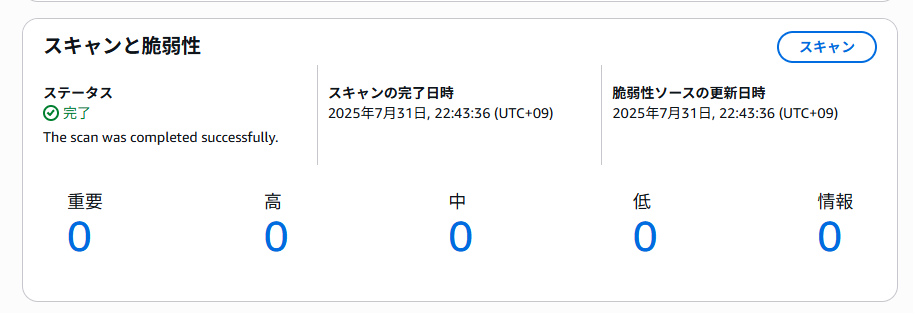 スキャンと脆弱性
スキャン
ステータス
完了
The scan was completed successfully.
スキャンの完了日時
2025年7月31日, 22:43:36 (UTC+09)
脆弱性ソースの更新日時
2025年7月31日, 22:43:36 (UTC+09)
重要
0
高
0
中
0
低
0
情報
0